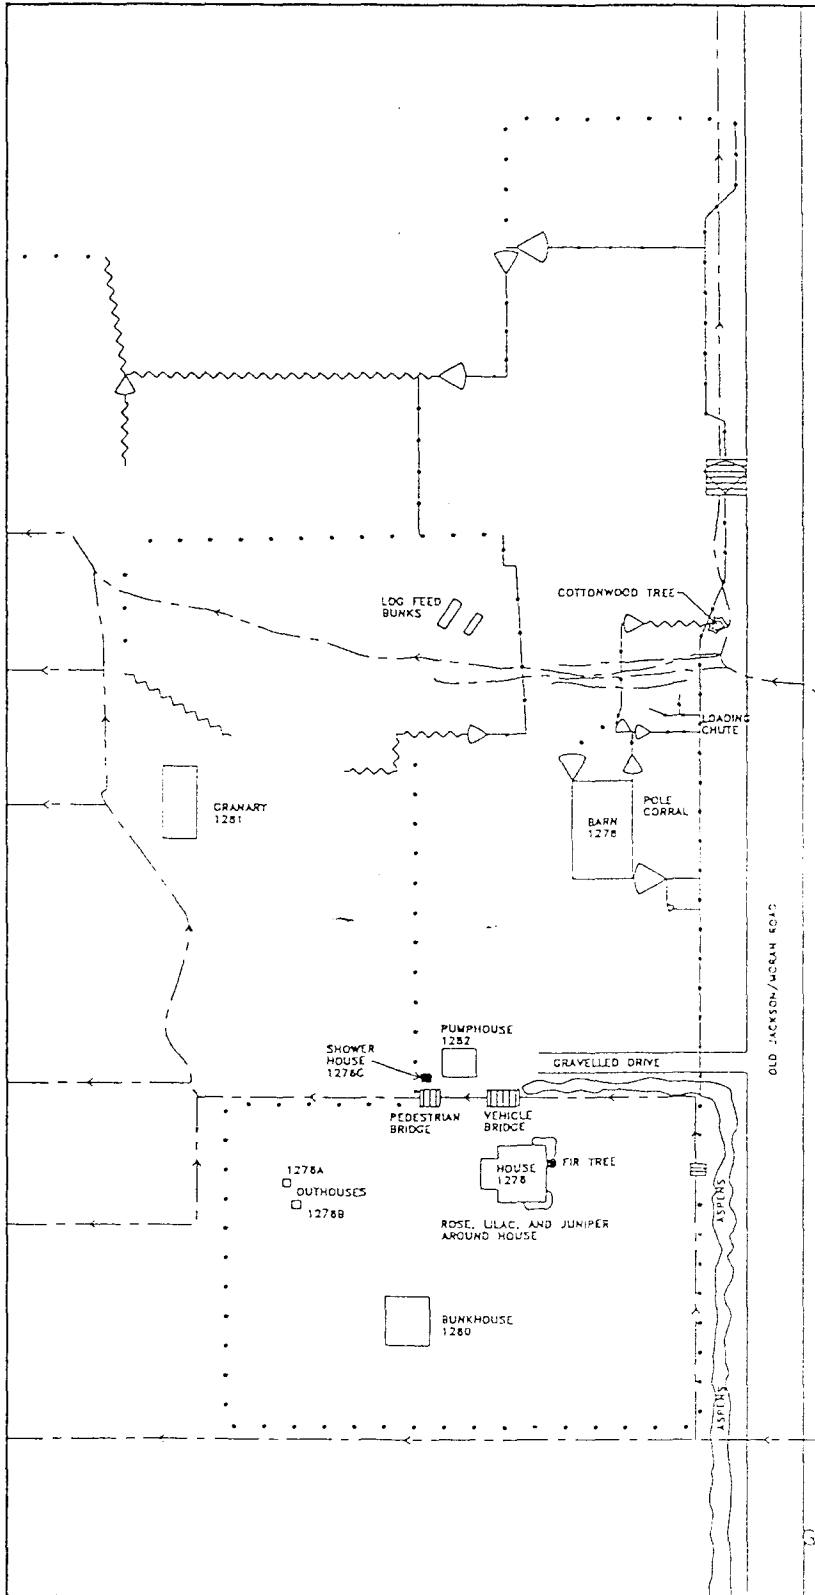 COTTONWOOD TREE
LOG FEED
BUNKS
LOADING
CHUTE
GRANARY
1281
POLE
CORRAL
BARN
1278
OLD JACKSON/MORAN ROAD
PUMPHOUSE
1282
SHOWER
HOUSE
1278C
GRAVELLED DRIVE
PEDESTRIAN
BRIDGE
VEHICLE
BRIDGE
1278A
OUTHOUSES
1278B
HOUSE
1278
FIR TREE
ASPENS
ROSE, LILAC, AND JUNIPER
AROUND HOUSE
BUNKHOUSE
1280
ASPENS